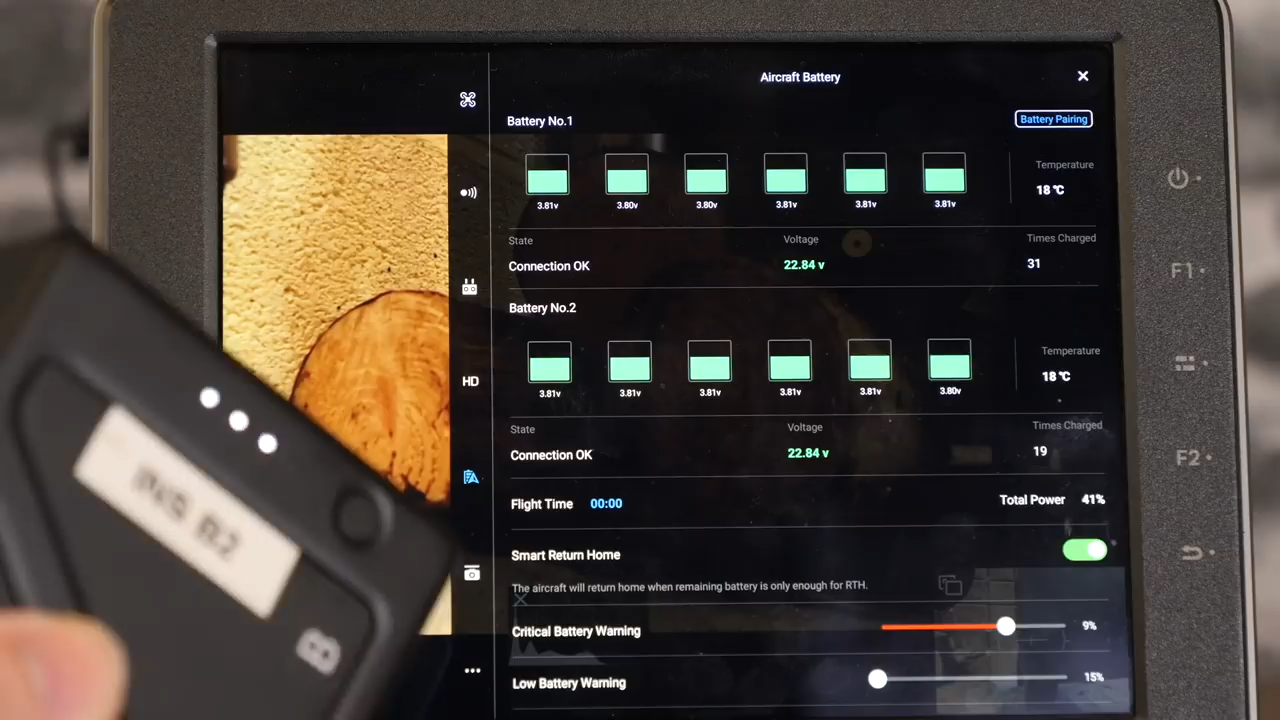 Aircraft Battery
Battery No.1
Battery Pairing
3.81v 3.80v 3.80v 3.81v 3.81v 3.81v
Temperature
18 ℃
State Voltage Times Charged
Connection OK 22.84 v 31
Battery No.2
3.81v 3.81v 3.81v 3.81v 3.81v 3.80v
Temperature
18 ℃
State Voltage Times Charged
Connection OK 22.84 v 19
Flight Time 00:00 Total Power 41%
Smart Return Home
The aircraft will return home when remaining battery is only enough for RTH.
Critical Battery Warning 9%
Low Battery Warning 15%
HD
F1
F2
INS B2